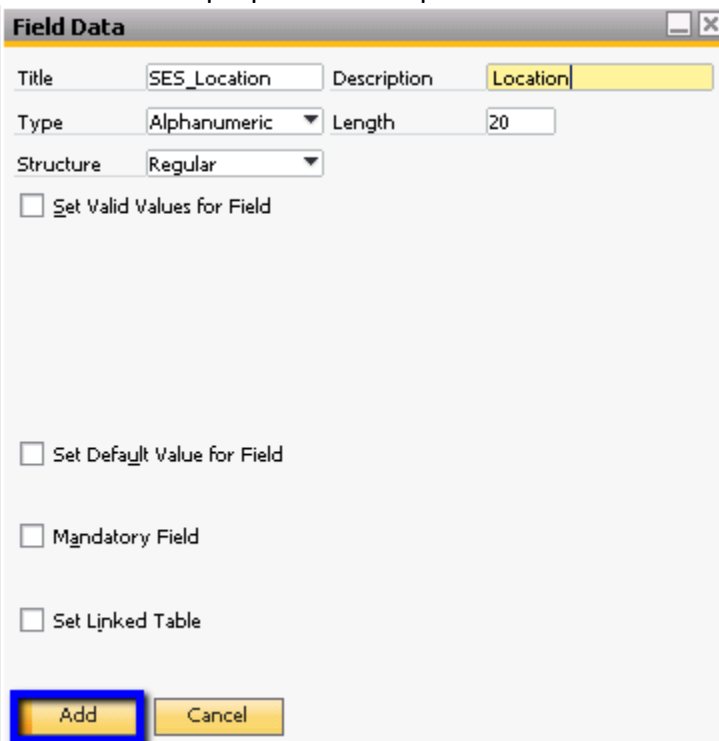 Field Data
Title SES_Location Description Location
Type Alphanumeric Length 20
Structure Regular
Set Valid Values for Field
Set Default Value for Field
Mandatory Field
Set Linked Table
Add Cancel